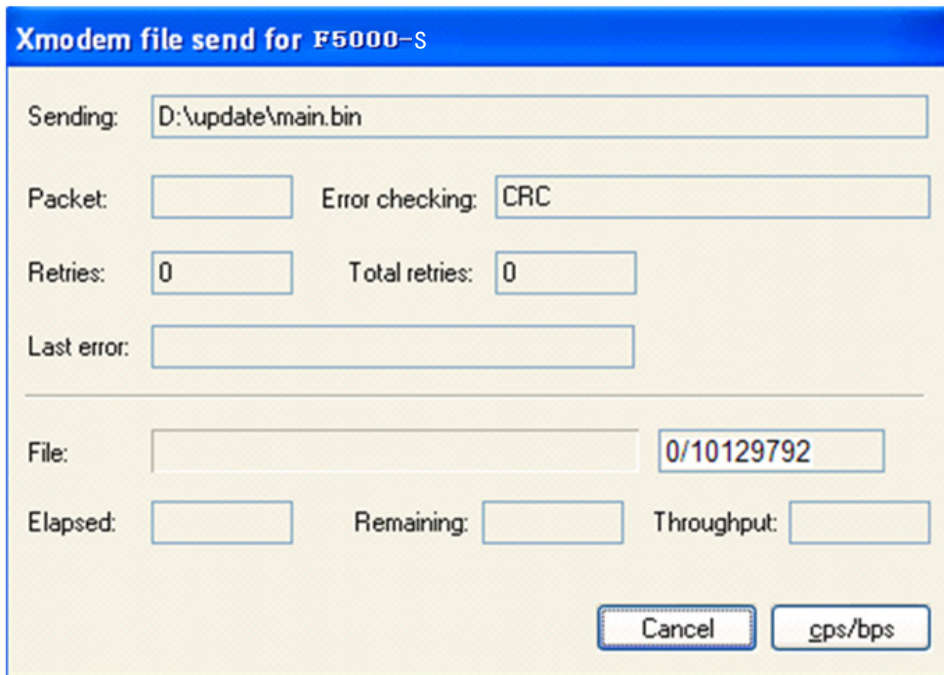 Xmodem file send for F5000-S
Sending: D:\update\main.bin
Packet: Error checking: CRC
Retries: 0 Total retries: 0
Last error:
File: 0/10129792
Elapsed: Remaining: Throughput:
Cancel cps/bps